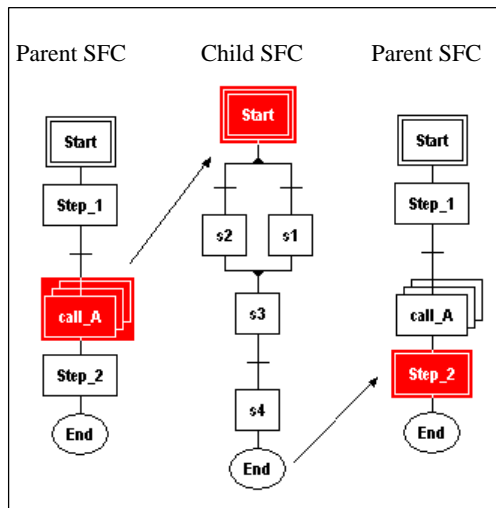 Parent SFC
Start
Step_1
call_A
Step_2
End
Child SFC
Start
s2
s1
s3
s4
End
Parent SFC
Start
Step_1
call_A
Step_2
End